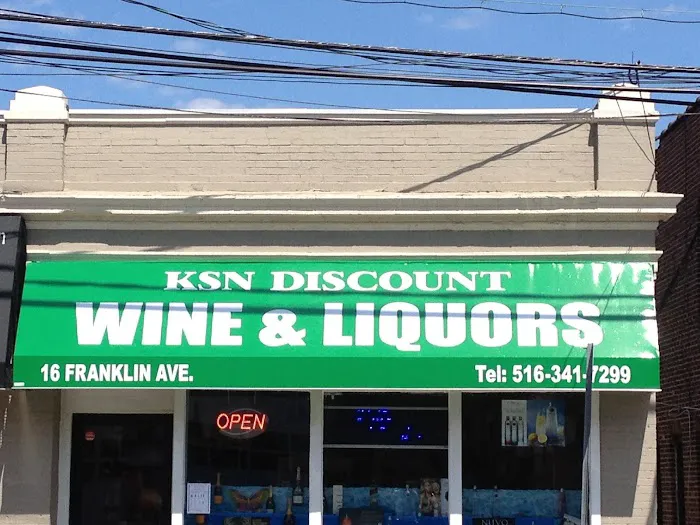 KSN DISCOUNT
WINE & LIQUORS
16 FRANKLIN AVE.
Tel: 516-341-7299
OPEN